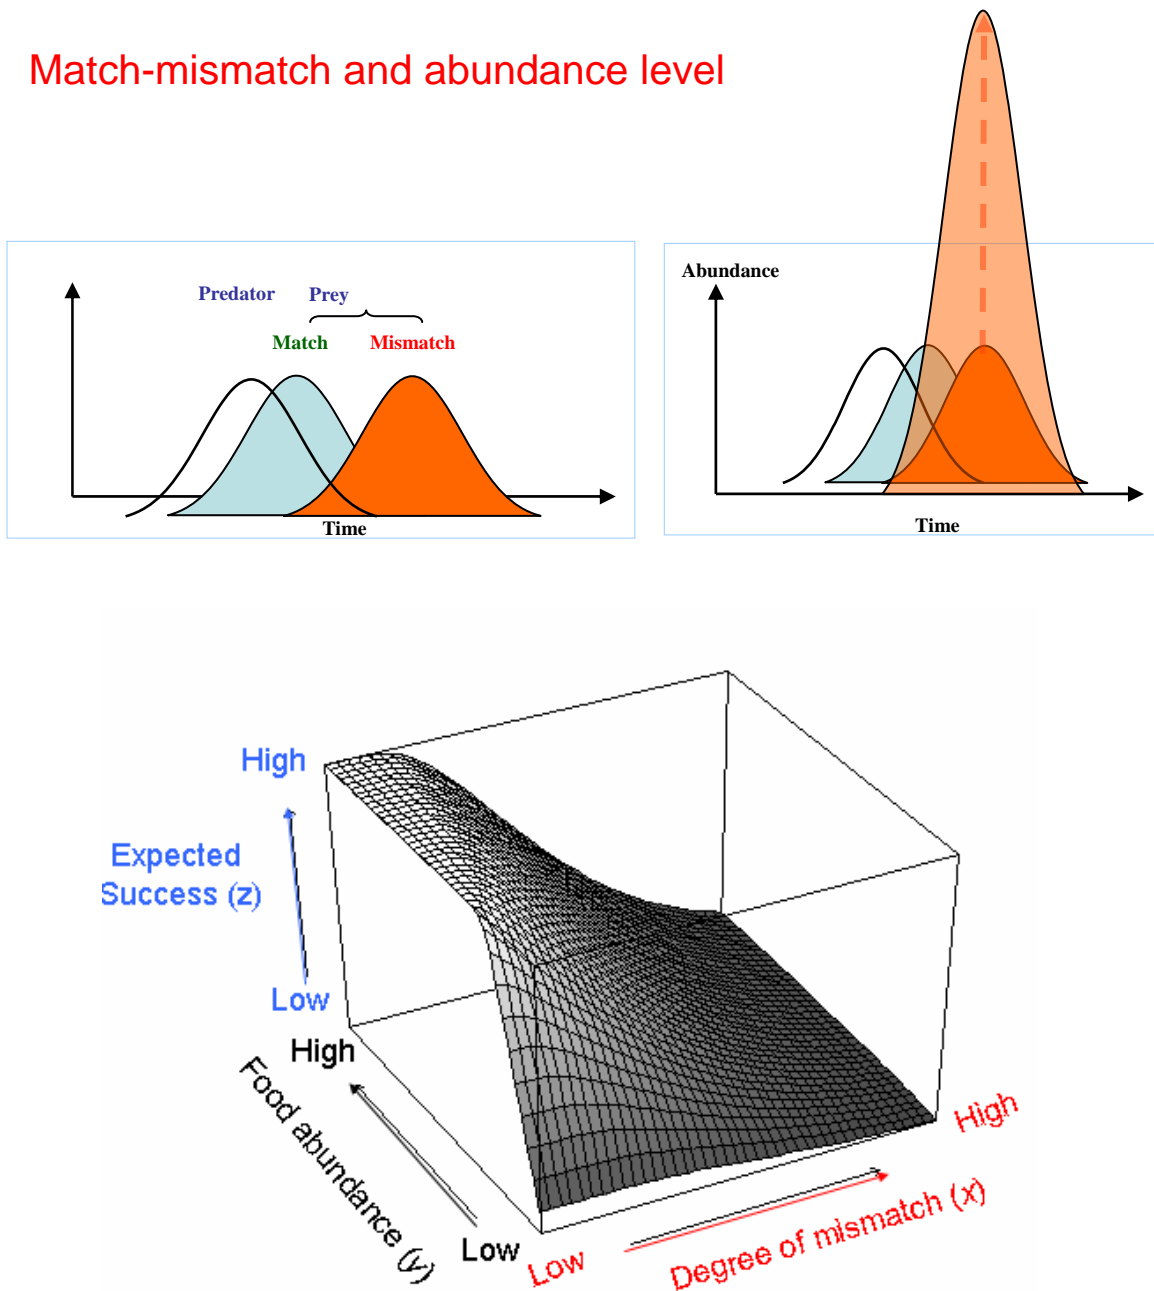 Match-mismatch and abundance level
Predator Prey
Match Mismatch
Time
Abundance
Time
High
Expected
Success (z)
Low
High
Food abundance (y)
Low
Low
Degree of mismatch (x)
High